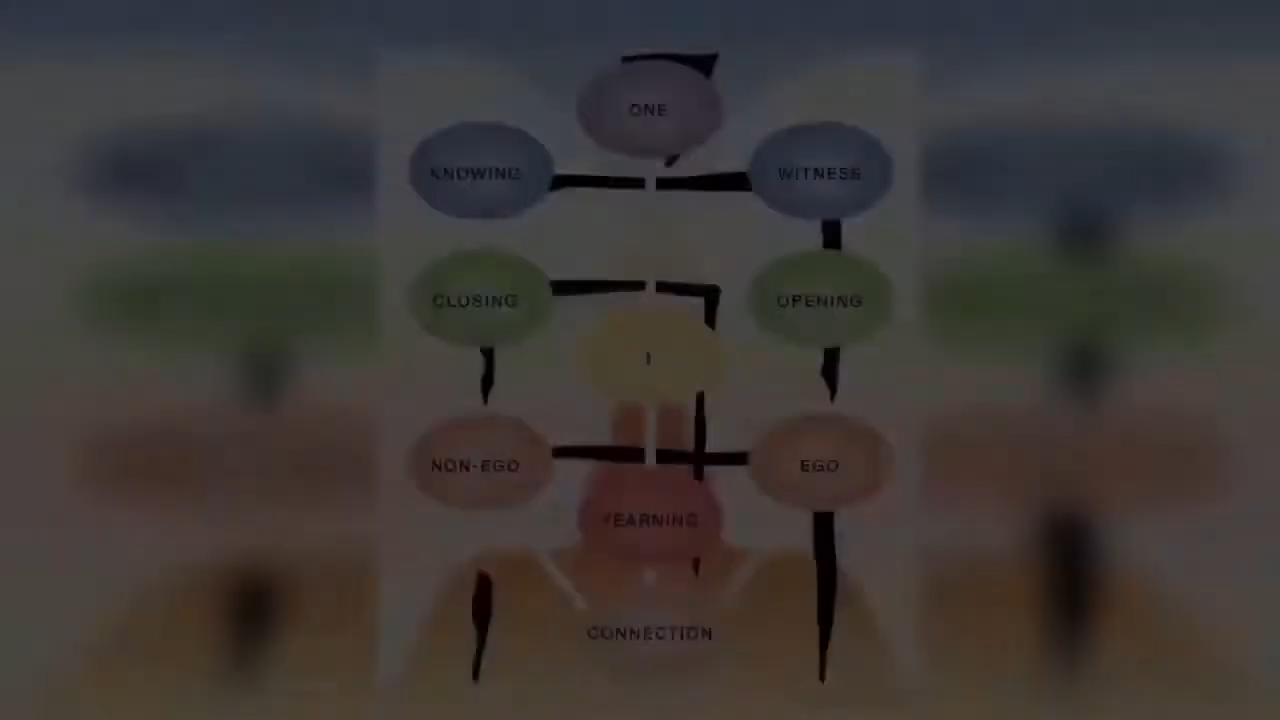 ONE
KNOWING
WITNESS
CLOSING
OPENING
I
NON-EGO
EGO
YEARNING
CONNECTION